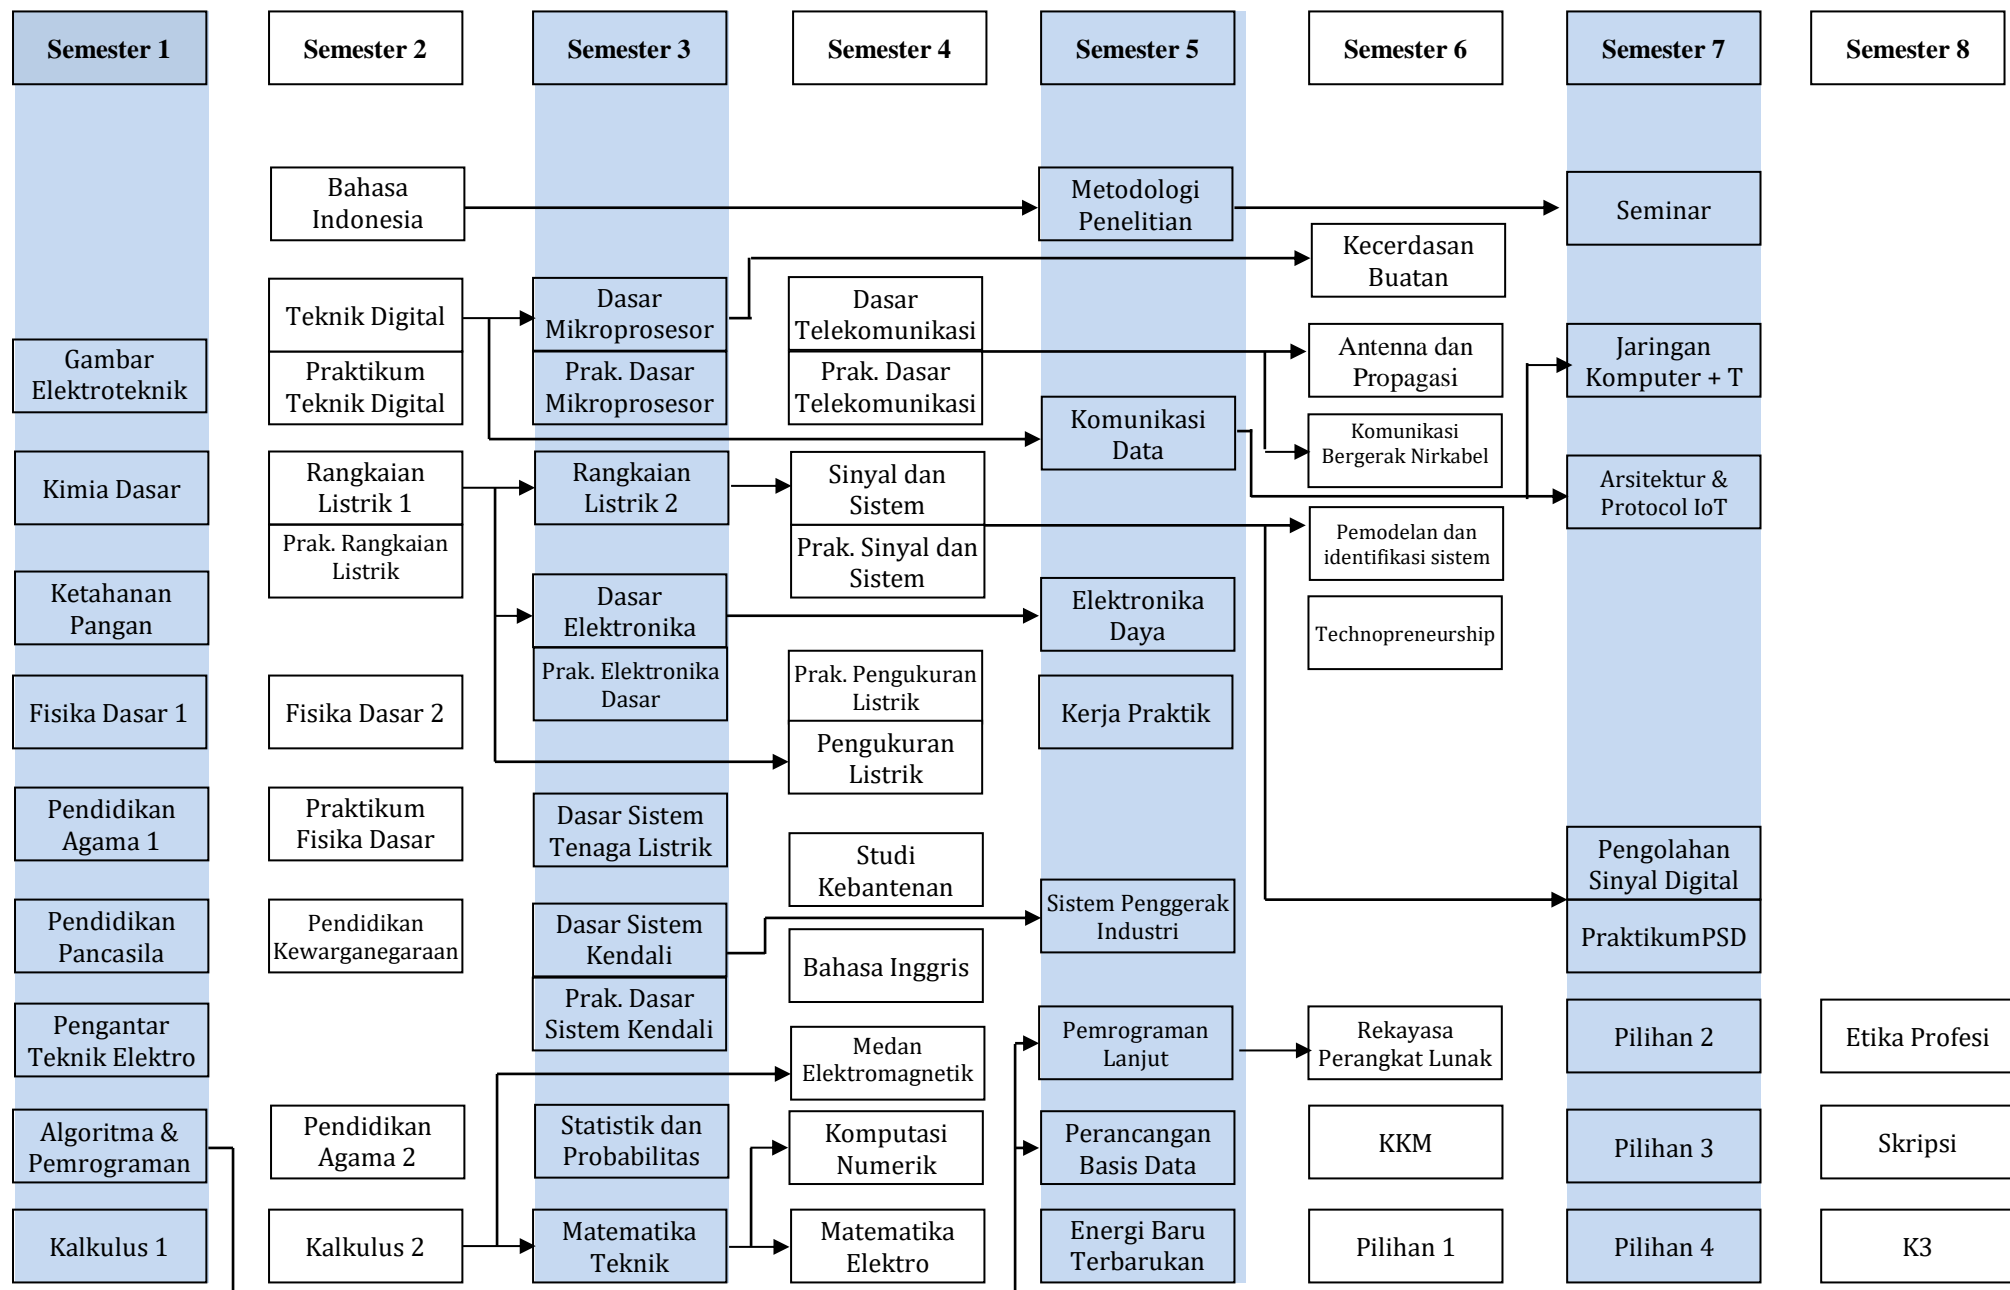 Semester 1
Semester 2
Semester 3
Semester 4
Semester 5
Semester 6
Semester 7
Semester 8
Gambar
Elektroteknik
Kimia Dasar
Ketahanan
Pangan
Fisika Dasar 1
Pendidikan
Agama 1
Pendidikan
Pancasila
Pengantar
Teknik Elektro
Algoritma &
Pemrograman
Kalkulus 1
Bahasa
Indonesia
Teknik Digital
Praktikum
Teknik Digital
Rangkaian
Listrik 1
Prak. Rangkaian
Listrik
Fisika Dasar 2
Praktikum
Fisika Dasar
Pendidikan
Kewarganegaraan
Pendidikan
Agama 2
Kalkulus 2
Dasar
Mikroprosesor
Prak. Dasar
Mikroprosesor
Rangkaian
Listrik 2
Dasar
Elektronika
Prak. Elektronika
Dasar
Dasar Sistem
Tenaga Listrik
Dasar Sistem
Kendali
Prak. Dasar
Sistem Kendali
Statistik dan
Probabilitas
Matematika
Teknik
Dasar
Telekomunikasi
Prak. Dasar
Telekomunikasi
Sinyal dan
Sistem
Prak. Sinyal dan
Sistem
Prak. Pengukuran
Listrik
Pengukuran
Listrik
Studi
Kebantenan
Bahasa Inggris
Medan
Elektromagnetik
Komputasi
Numerik
Matematika
Elektro
Metodologi
Penelitian
Komunikasi
Data
Elektronika
Daya
Kerja Praktik
Sistem Penggerak
Industri
Pemrograman
Lanjut
Perancangan
Basis Data
Energi Baru
Terbarukan
Kecerdasan
Buatan
Antenna dan
Propagasi
Komunikasi
Bergerak Nirkabel
Pemodelan dan
identifikasi sistem
Technopreneurship
Rekayasa
Perangkat Lunak
KKM
Pilihan 1
Seminar
Jaringan
Komputer + T
Arsitektur &
Protocol IoT
Pengolahan
Sinyal Digital
PraktikumPSD
Pilihan 2
Pilihan 3
Pilihan 4
Etika Profesi
Skripsi
K3